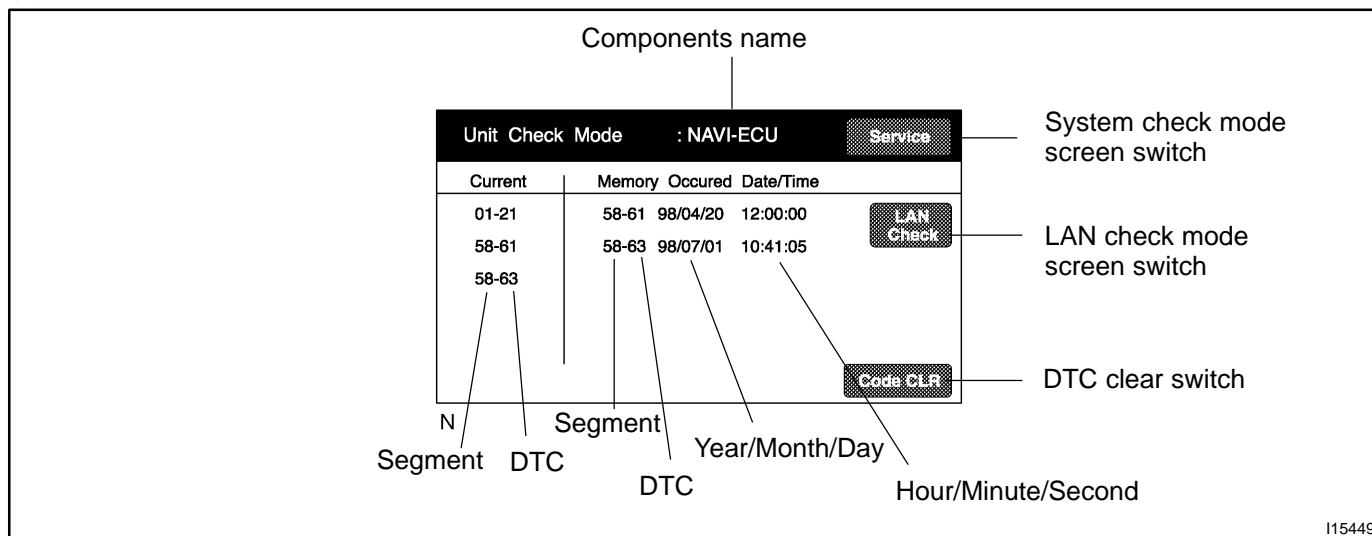 Components name
Unit Check Mode : NAVI-ECU Service
System check mode
screen switch
Current Memory Occured Date/Time
01-21 58-61 98/04/20 12:00:00
LAN
Check
58-61 58-63 98/07/01 10:41:05
LAN check mode
screen switch
58-63
Code CLR
DTC clear switch
N
Segment
Year/Month/Day
Segment DTC
DTC
Hour/Minute/Second
I15449